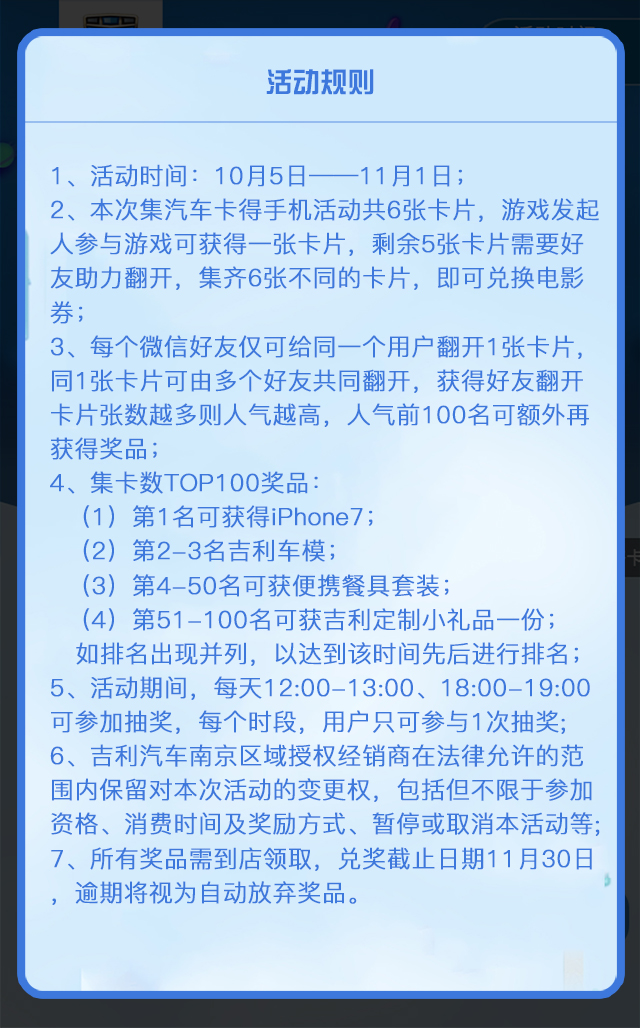 活动规则
1、活动时间：10月5日——11月1日；
2、本次集汽车卡得手机活动共6张卡片，游戏发起
人参与游戏可获得一张卡片，剩余5张卡片需要好
友助力翻开，集齐6张不同的卡片，即可兑换电影
券；
3、每个微信好友仅可给同一个用户翻开1张卡片，
同1张卡片可由多个好友共同翻开，获得好友翻开
卡片张数越多则人气越高，人气前100名可额外再
获得奖品；
4、集卡数TOP100奖品：
（1）第1名可获得iPhone7；
（2）第2-3名吉利车模；
（3）第4-50名可获便携餐具套装；
（4）第51-100名可获吉利定制小礼品一份；
如排名出现并列，以达到该时间先后进行排名；
5、活动期间，每天12:00-13:00、18:00-19:00
可参加抽奖，每个时段，用户只可参与1次抽奖；
6、吉利汽车南京区域授权经销商在法律允许的范
围内保留对本次活动的变更权，包括但不限于参加
资格、消费时间及奖励方式、暂停或取消本活动等；
7、所有奖品需到店领取，兑奖截止日期11月30日
，逾期将视为自动放弃奖品。